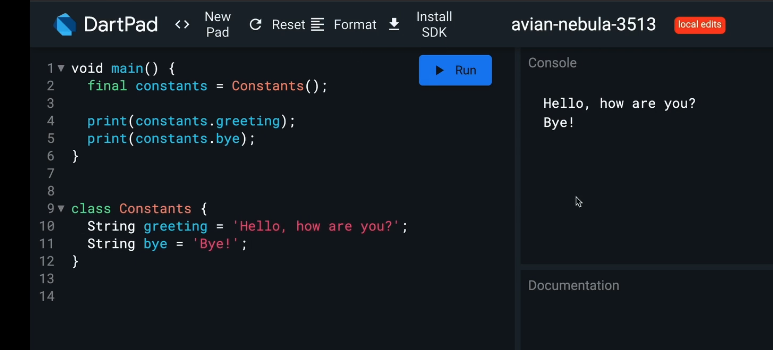 DartPad <> New Pad Reset Format Install SDK avian-nebula-3513 local edits
Run
1 void main() {
2 final constants = Constants();
3
4 print(constants.greeting);
5 print(constants.bye);
6 }
7
8
9 class Constants {
10 String greeting = 'Hello, how are you?';
11 String bye = 'Bye!';
12 }
13
14
Console
Hello, how are you?
Bye!
Documentation